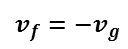 v_f = −v_g